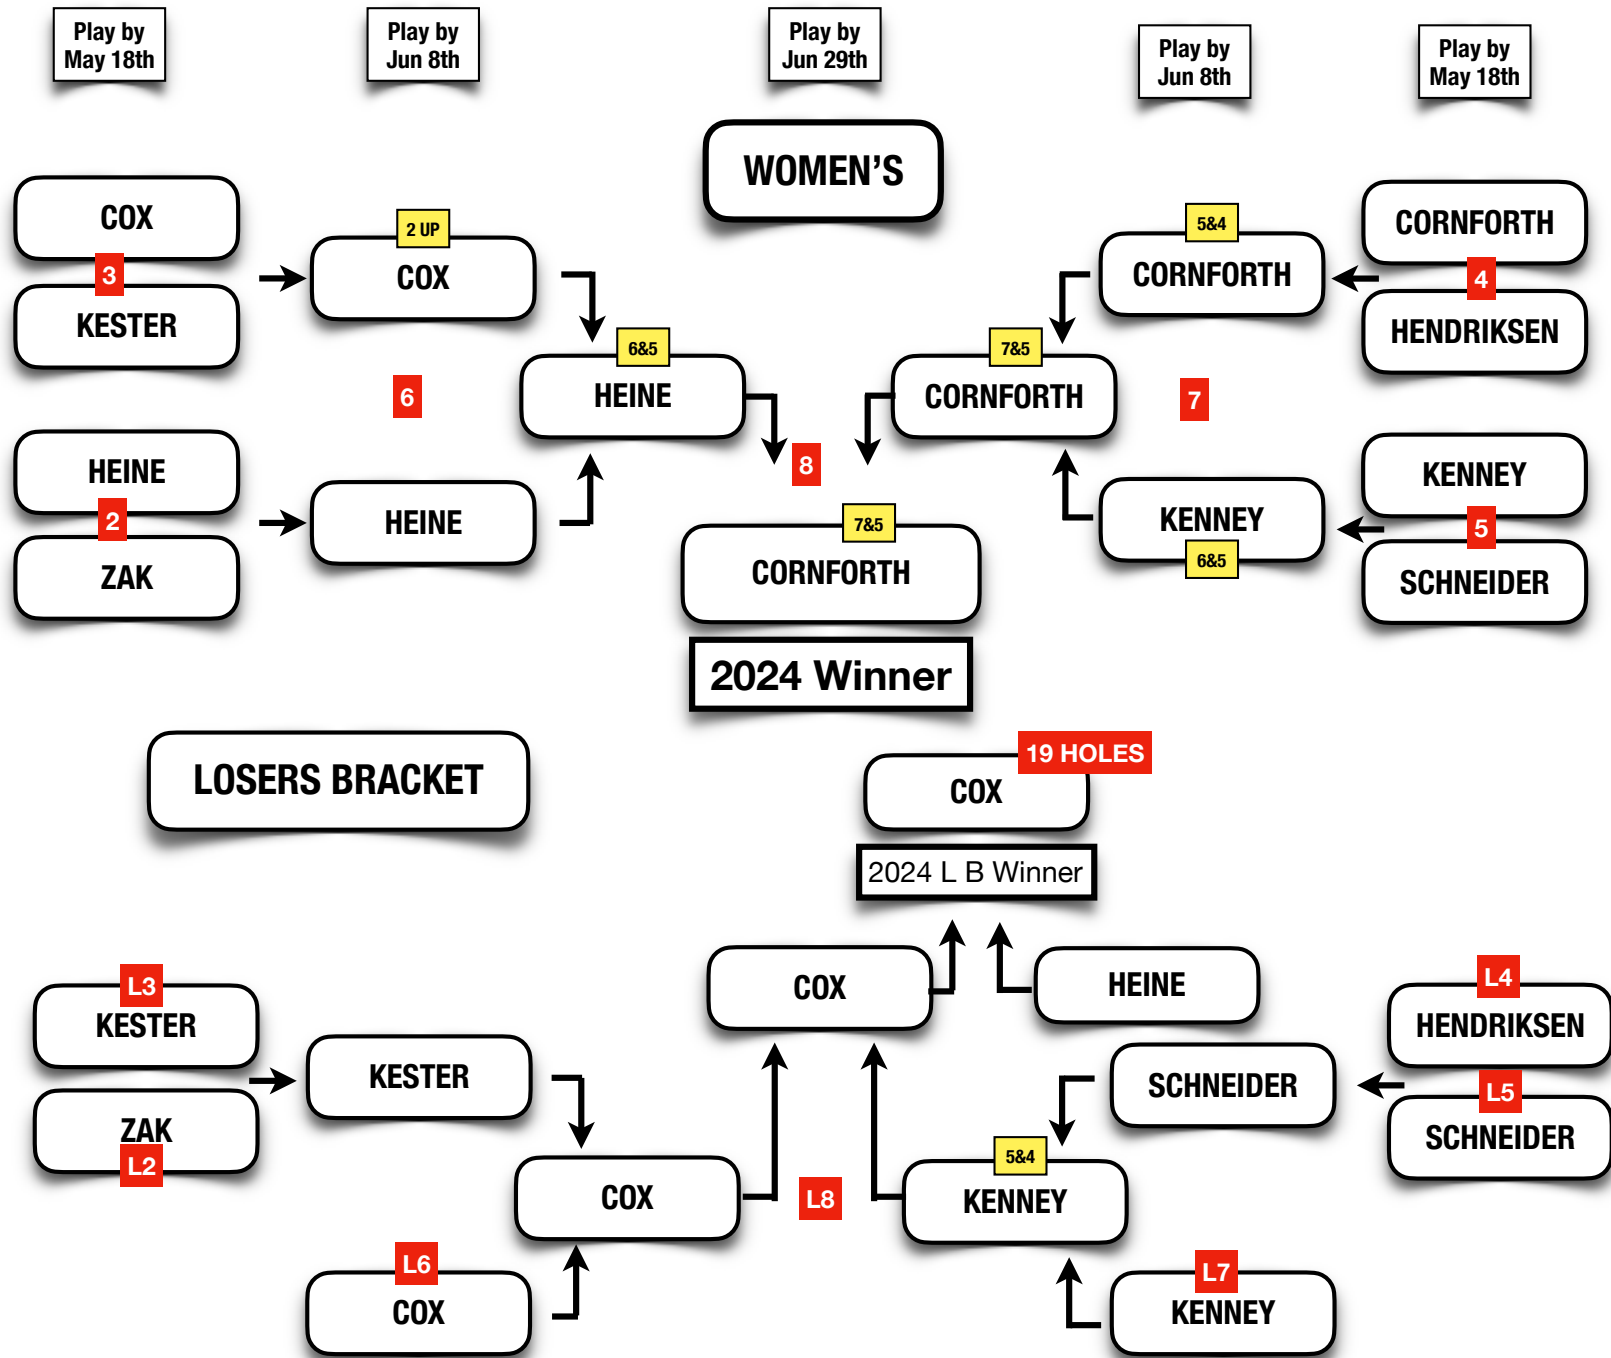 Play by
May 18th
Play by
Jun 8th
Play by
Jun 29th
Play by
Jun 8th
Play by
May 18th
WOMEN'S
COX
3
KESTER
2 UP
COX
5&4
CORNFORTH
CORNFORTH
4
HENDRIKSEN
6&5
HEINE
7&5
CORNFORTH
6
7
8
HEINE
2
ZAK
HEINE
KENNEY
6&5
KENNEY
5
SCHNEIDER
7&5
CORNFORTH
2024 Winner
LOSERS BRACKET
19 HOLES
COX
2024 L B Winner
COX
HEINE
L3
KESTER
ZAK
L2
KESTER
SCHNEIDER
L4
HENDRIKSEN
L5
SCHNEIDER
COX
L8
5&4
KENNEY
L6
COX
L7
KENNEY